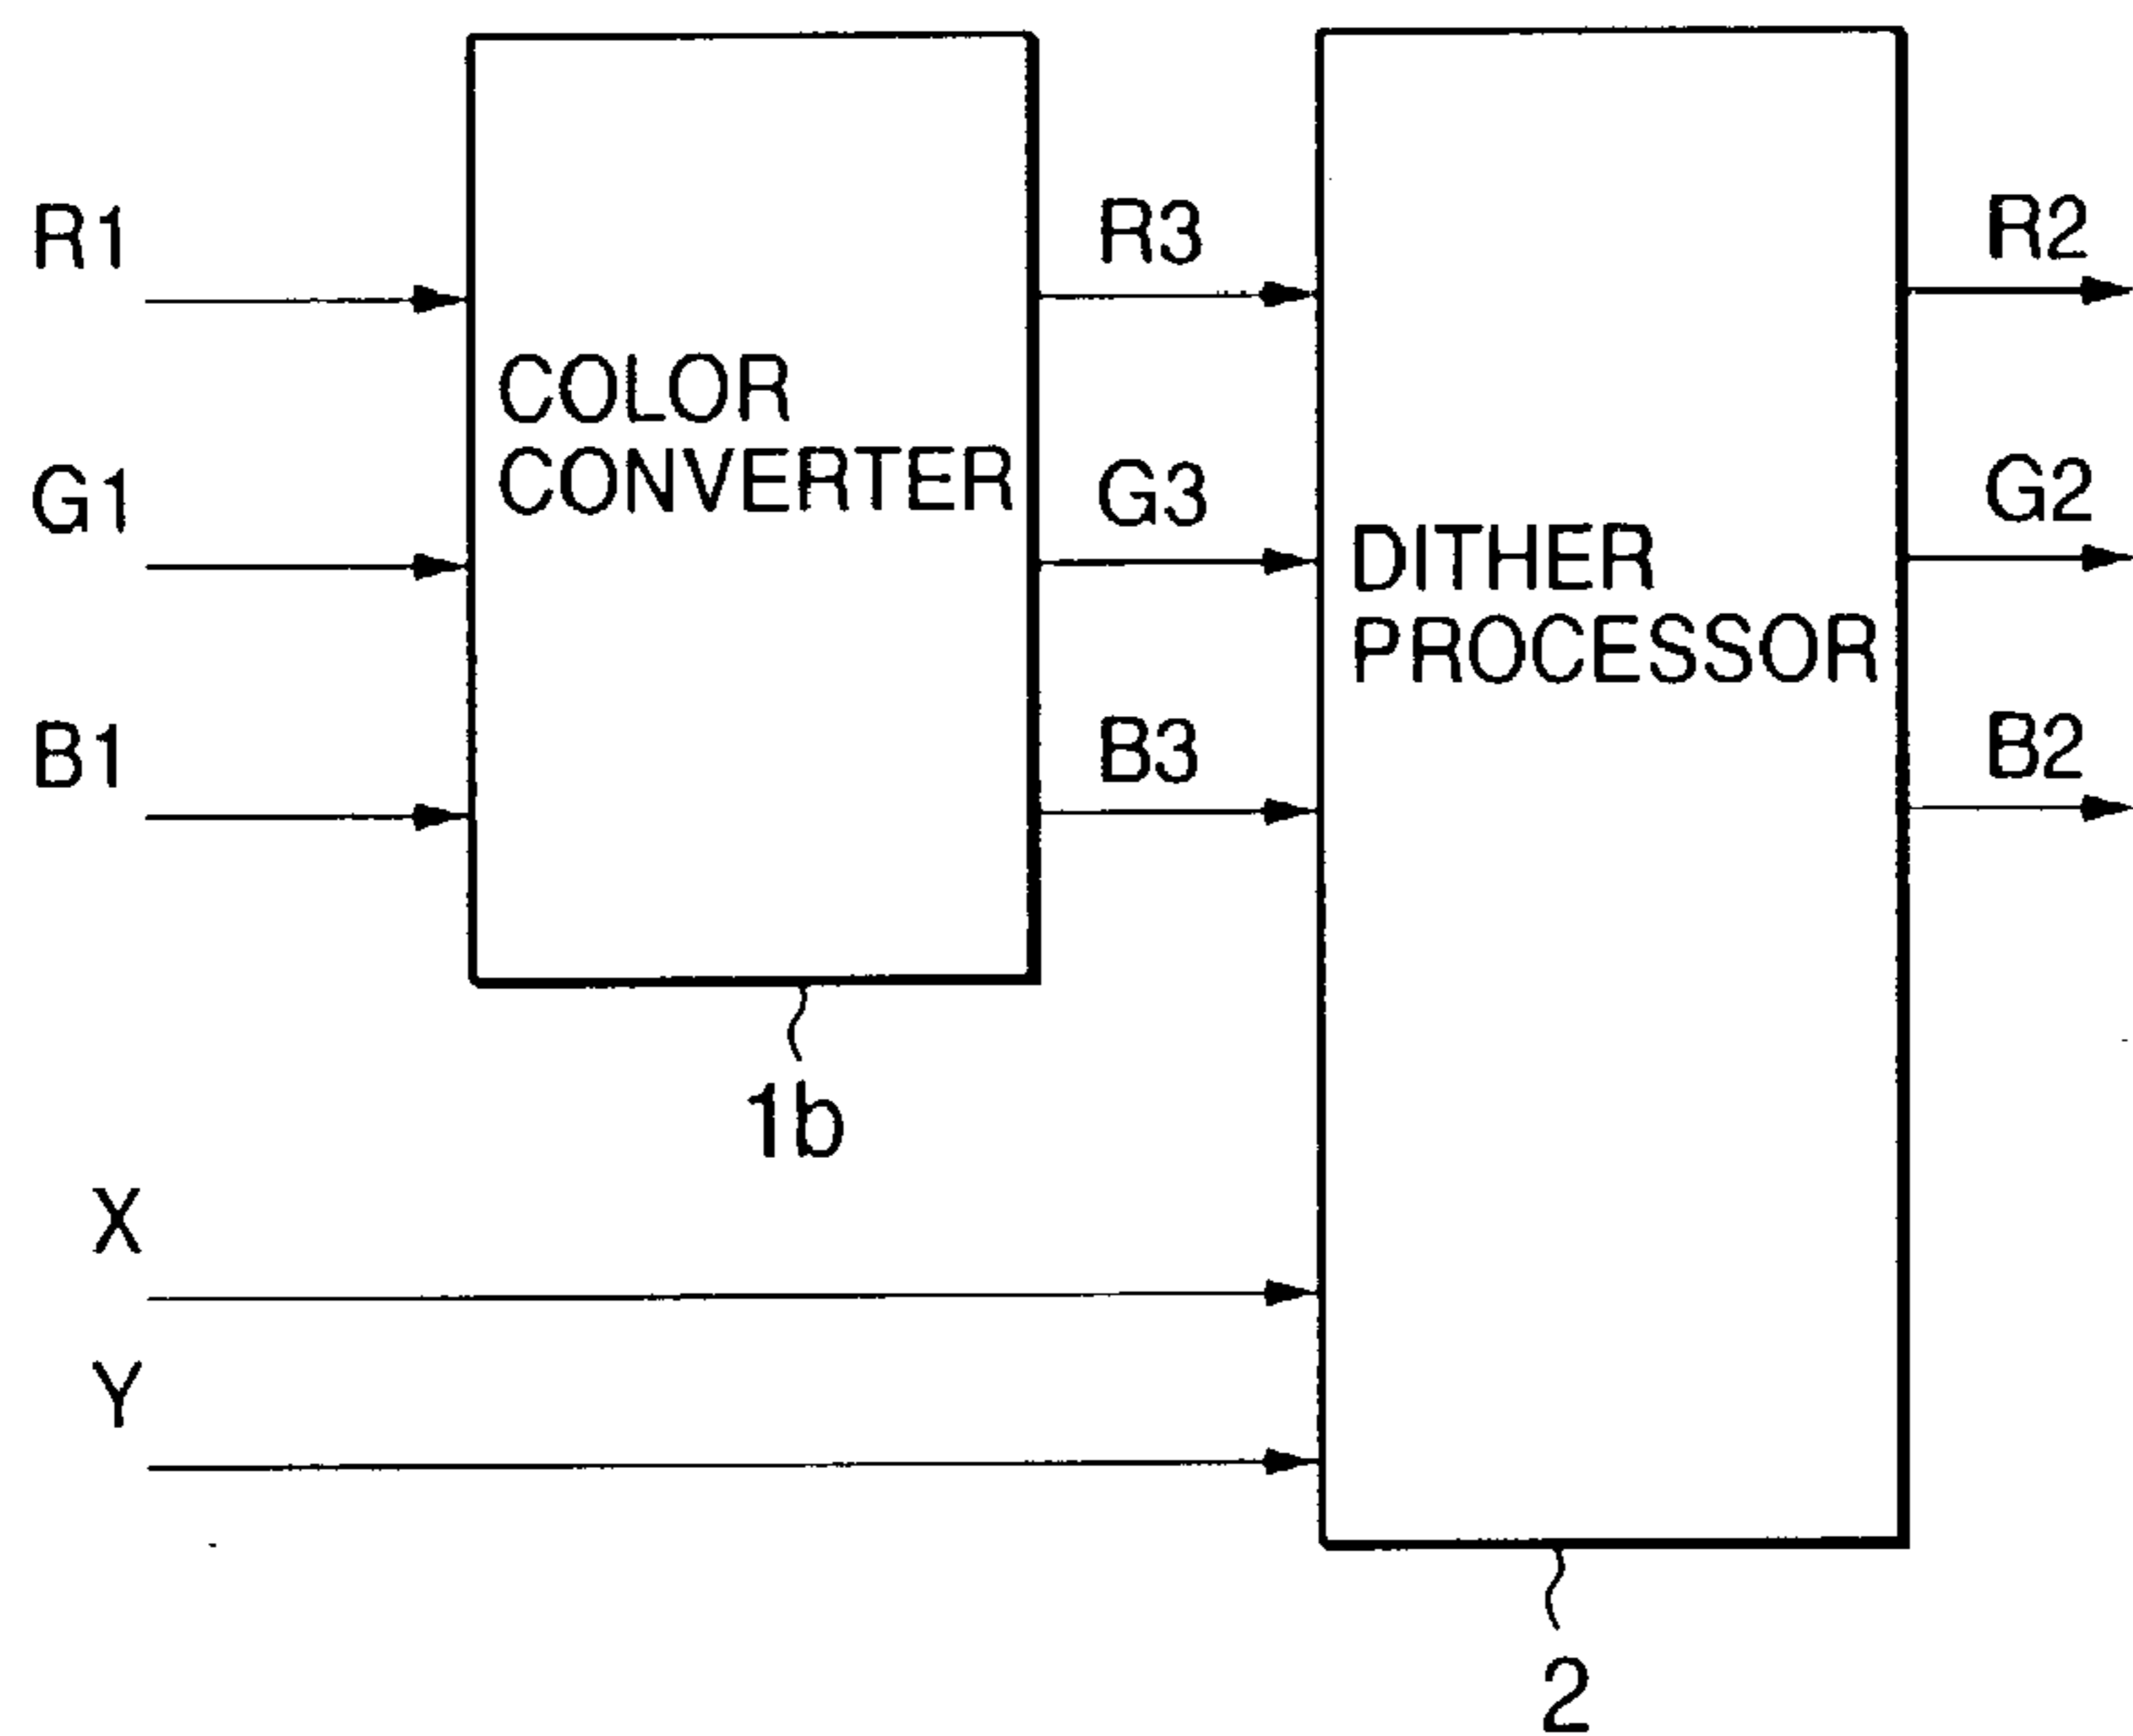 R1
G1
B1
COLOR
CONVERTER
1b
R3
G3
B3
DITHER
PROCESSOR
2
R2
G2
B2
X
Y